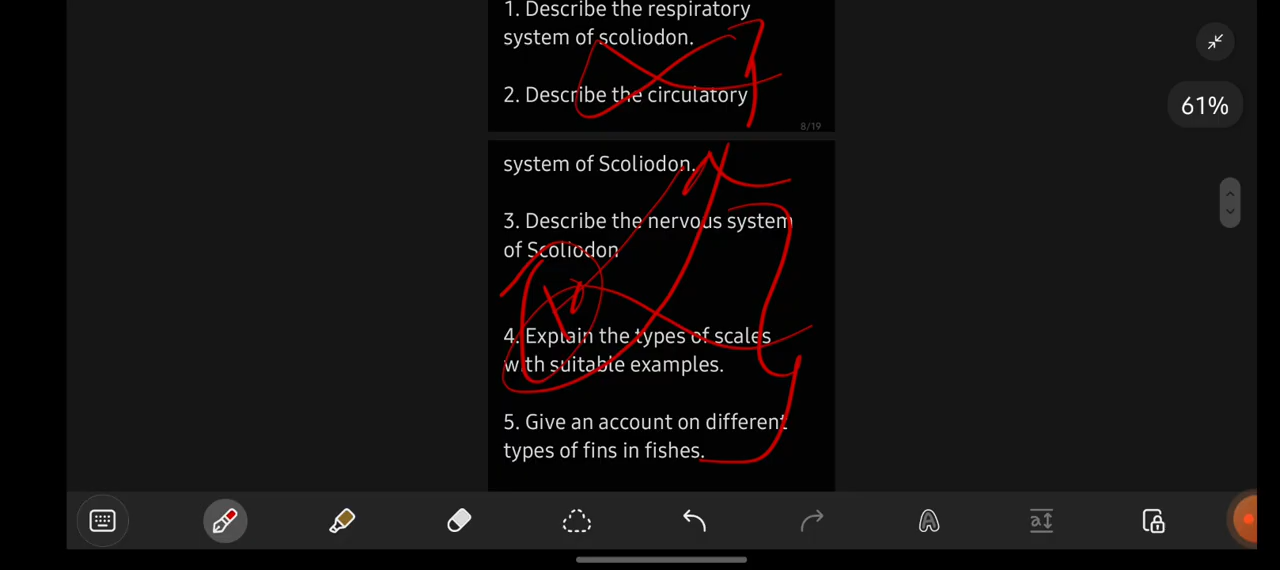 1. Describe the respiratory
system of scoliodon.
61%
2. Describe the circulatory
8/19
system of Scoliodon.
3. Describe the nervous system
of Scoliodon
4. Explain the types of scales
with suitable examples.
5. Give an account on different
types of fins in fishes.